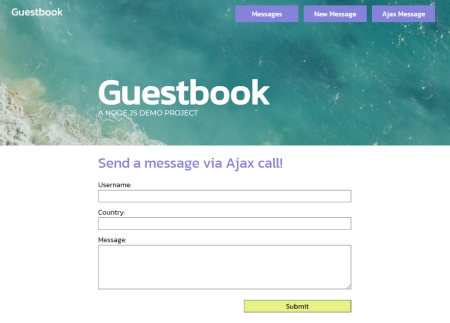 Guestbook
Messages
New Message
Ajax Message
Guestbook
A NODE.JS DEMO PROJECT
Send a message via Ajax call!
Username:
Country:
Message:
Submit